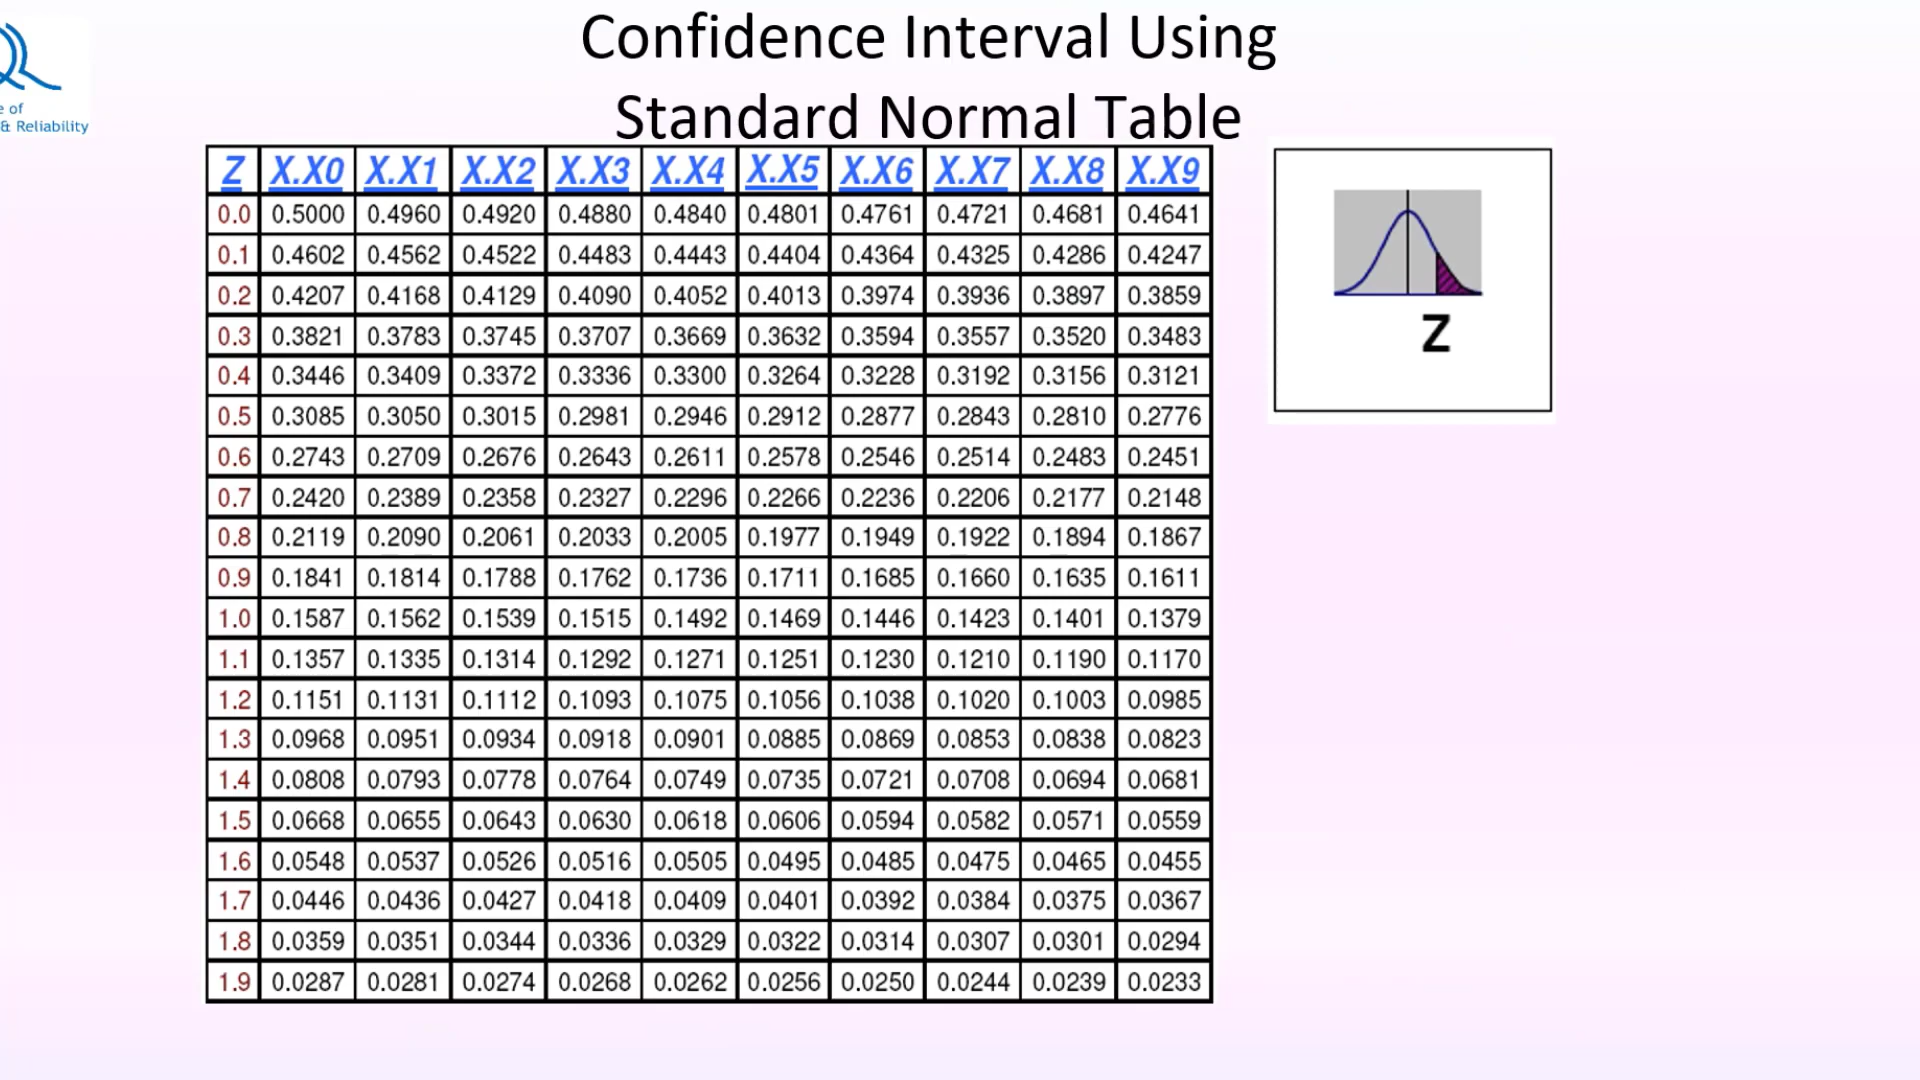 Confidence Interval Using
Standard Normal Table
e of
& Reliability
Z X.X0 X.X1 X.X2 X.X3 X.X4 X.X5 X.X6 X.X7 X.X8 X.X9
0.0 0.5000 0.4960 0.4920 0.4880 0.4840 0.4801 0.4761 0.4721 0.4681 0.4641
0.1 0.4602 0.4562 0.4522 0.4483 0.4443 0.4404 0.4364 0.4325 0.4286 0.4247
0.2 0.4207 0.4168 0.4129 0.4090 0.4052 0.4013 0.3974 0.3936 0.3897 0.3859
0.3 0.3821 0.3783 0.3745 0.3707 0.3669 0.3632 0.3594 0.3557 0.3520 0.3483
0.4 0.3446 0.3409 0.3372 0.3336 0.3300 0.3264 0.3228 0.3192 0.3156 0.3121
0.5 0.3085 0.3050 0.3015 0.2981 0.2946 0.2912 0.2877 0.2843 0.2810 0.2776
0.6 0.2743 0.2709 0.2676 0.2643 0.2611 0.2578 0.2546 0.2514 0.2483 0.2451
0.7 0.2420 0.2389 0.2358 0.2327 0.2296 0.2266 0.2236 0.2206 0.2177 0.2148
0.8 0.2119 0.2090 0.2061 0.2033 0.2005 0.1977 0.1949 0.1922 0.1894 0.1867
0.9 0.1841 0.1814 0.1788 0.1762 0.1736 0.1711 0.1685 0.1660 0.1635 0.1611
1.0 0.1587 0.1562 0.1539 0.1515 0.1492 0.1469 0.1446 0.1423 0.1401 0.1379
1.1 0.1357 0.1335 0.1314 0.1292 0.1271 0.1251 0.1230 0.1210 0.1190 0.1170
1.2 0.1151 0.1131 0.1112 0.1093 0.1075 0.1056 0.1038 0.1020 0.1003 0.0985
1.3 0.0968 0.0951 0.0934 0.0918 0.0901 0.0885 0.0869 0.0853 0.0838 0.0823
1.4 0.0808 0.0793 0.0778 0.0764 0.0749 0.0735 0.0721 0.0708 0.0694 0.0681
1.5 0.0668 0.0655 0.0643 0.0630 0.0618 0.0606 0.0594 0.0582 0.0571 0.0559
1.6 0.0548 0.0537 0.0526 0.0516 0.0505 0.0495 0.0485 0.0475 0.0465 0.0455
1.7 0.0446 0.0436 0.0427 0.0418 0.0409 0.0401 0.0392 0.0384 0.0375 0.0367
1.8 0.0359 0.0351 0.0344 0.0336 0.0329 0.0322 0.0314 0.0307 0.0301 0.0294
1.9 0.0287 0.0281 0.0274 0.0268 0.0262 0.0256 0.0250 0.0244 0.0239 0.0233
Z